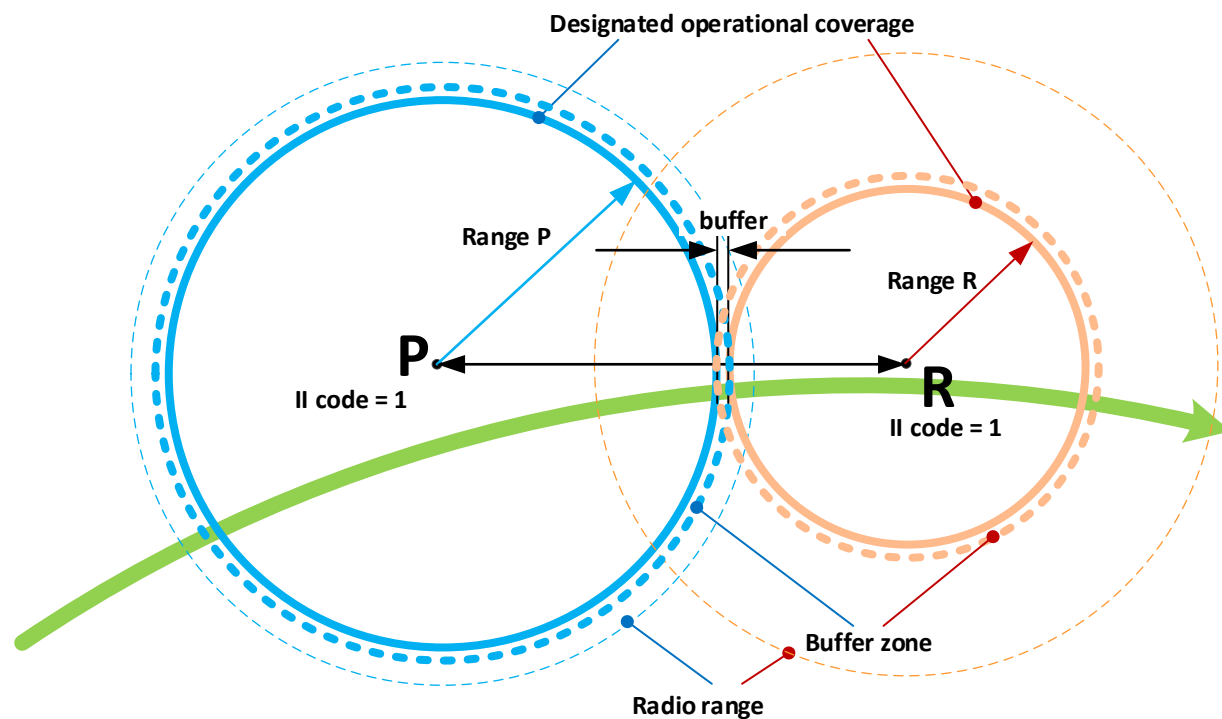 Designated operational coverage
buffer
Range P
Range R
P
R
II code = 1
II code = 1
Buffer zone
Radio range